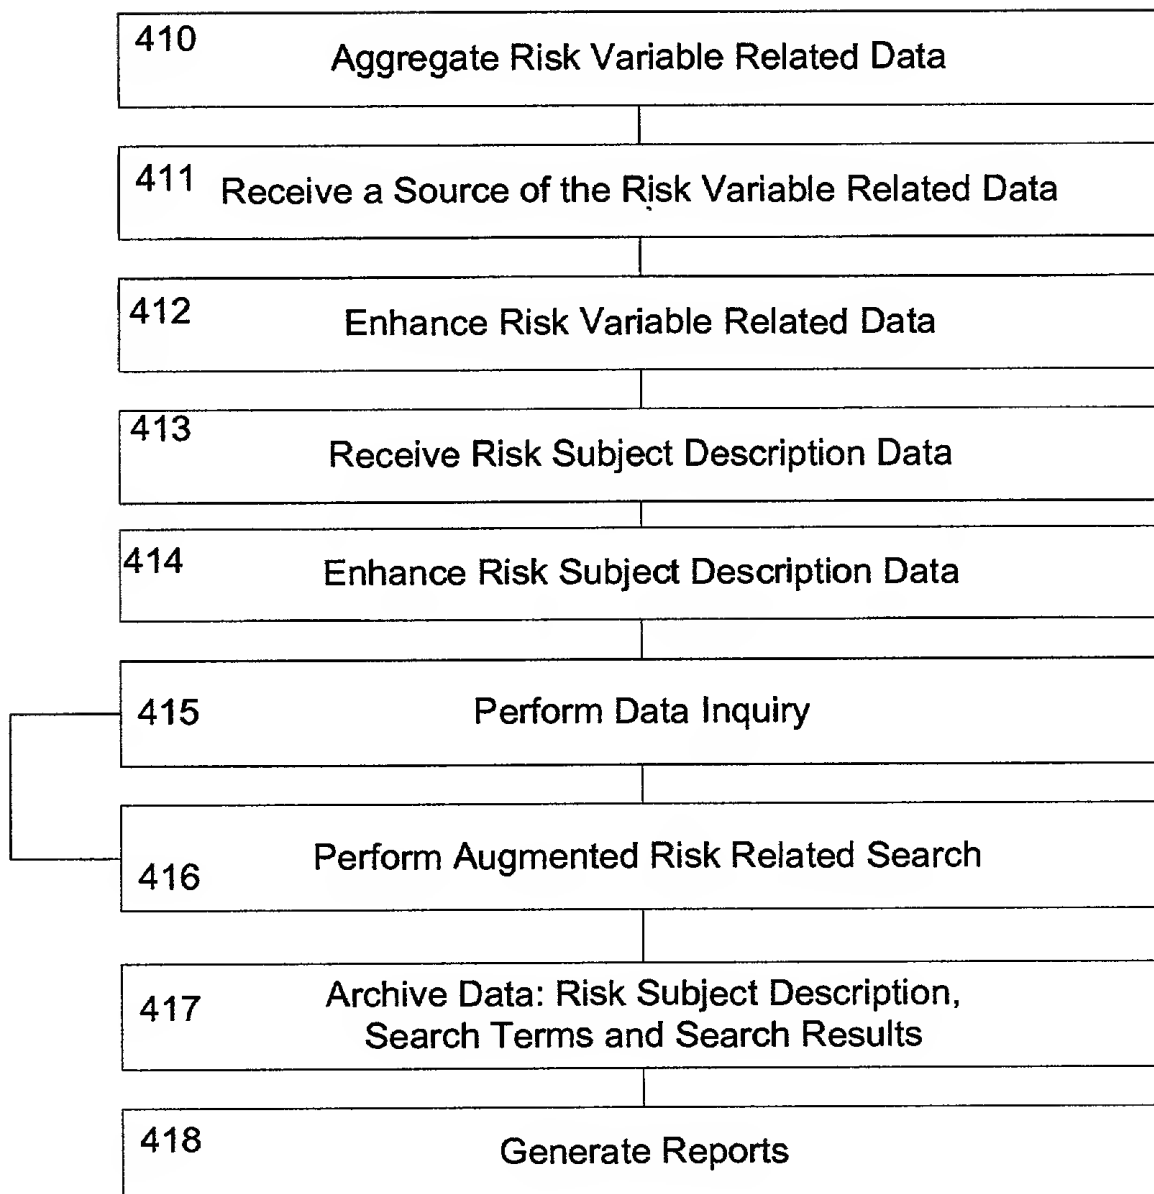 410
Aggregate Risk Variable Related Data
411
Receive a Source of the Risk Variable Related Data
412
Enhance Risk Variable Related Data
413
Receive Risk Subject Description Data
414
Enhance Risk Subject Description Data
415
Perform Data Inquiry
416
Perform Augmented Risk Related Search
417
Archive Data: Risk Subject Description,
Search Terms and Search Results
418
Generate Reports